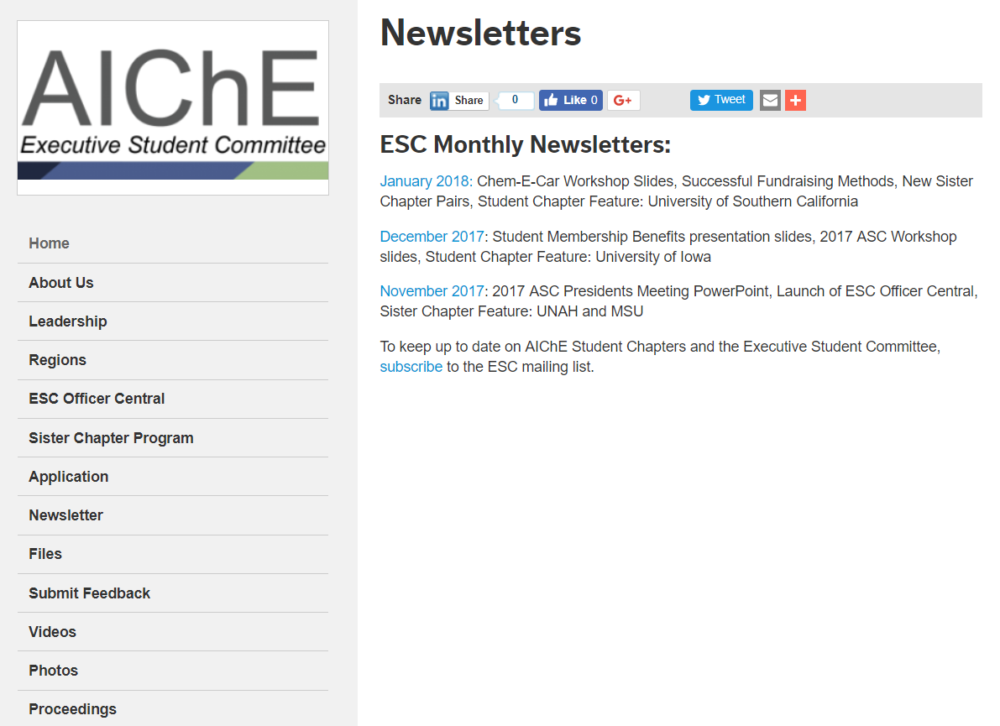 AIChE
Executive Student Committee
Home
About Us
Leadership
Regions
ESC Officer Central
Sister Chapter Program
Application
Newsletter
Files
Submit Feedback
Videos
Photos
Proceedings
Newsletters
Share in Share 0 Like 0 G+ Tweet
ESC Monthly Newsletters:
January 2018: Chem-E-Car Workshop Slides, Successful Fundraising Methods, New Sister
Chapter Pairs, Student Chapter Feature: University of Southern California
December 2017: Student Membership Benefits presentation slides, 2017 ASC Workshop
slides, Student Chapter Feature: University of Iowa
November 2017: 2017 ASC Presidents Meeting PowerPoint, Launch of ESC Officer Central,
Sister Chapter Feature: UNAH and MSU
To keep up to date on AIChE Student Chapters and the Executive Student Committee,
subscribe to the ESC mailing list.